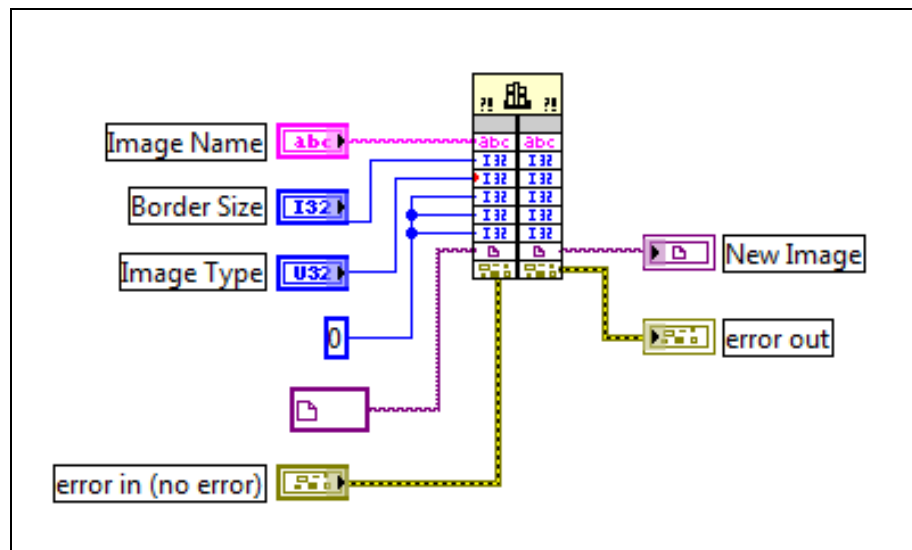 ?! ?!
Image Name abc abc abc
I32 I32
Border Size I32 I32 I32
I32 I32
Image Type U32 I32 I32
I32 I32
New Image
0
error out
error in (no error)